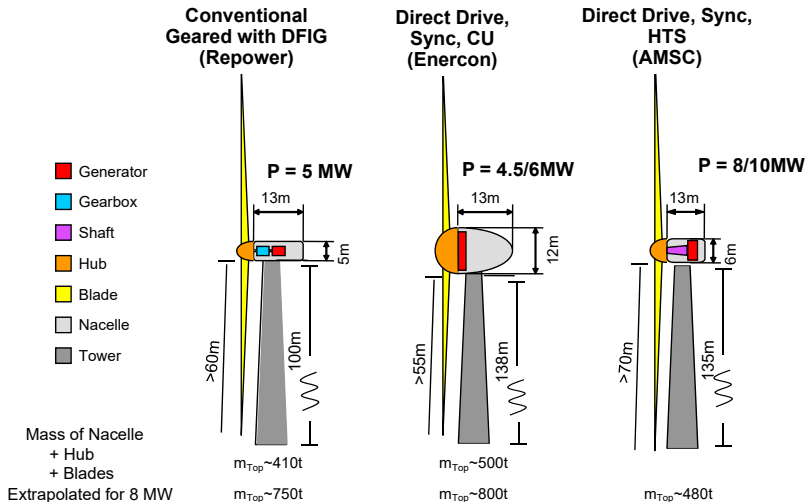 Conventional
Geared with DFIG
(Repower)
Direct Drive,
Sync, CU
(Enercon)
Direct Drive, Sync,
HTS
(AMSC)
Generator
Gearbox
Shaft
Hub
Blade
Nacelle
Tower
P = 5 MW
13m
5m
>60m
100m
P = 4.5/6MW
13m
12m
>55m
138m
P = 8/10MW
13m
6m
>70m
135m
Mass of Nacelle
+ Hub
+ Blades
mTop~410t
mTop~500t
Extrapolated for 8 MW
mTop~750t
mTop~800t
mTop~480t